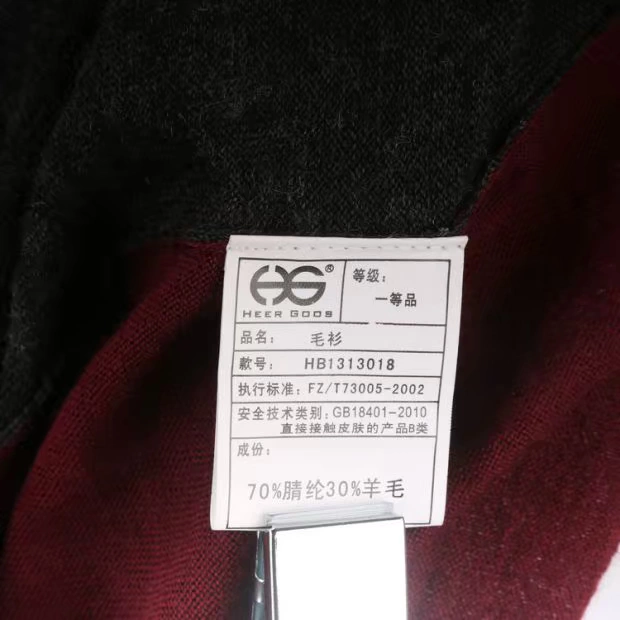 HG®
HEER GOOS
等级：
一等品
品名： 毛衫
款号： HB1313018
执行标准：FZ/T73005-2002
安全技术类别：GB18401-2010
直接接触皮肤的产品B类
成份：
70%腈纶30%羊毛